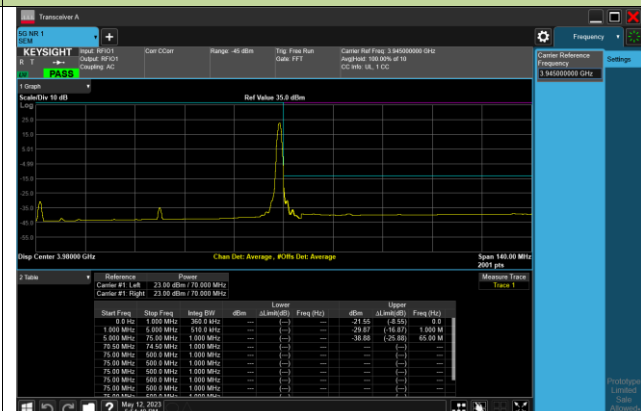 Transceiver A
5G NR 1
SEM
Frequency
KEYSIGHT
Input: RFIO1
Output: RFIO1
Coupling: AC
Corr CCorr
Range: -45 dBm
Trig: Free Run
Gate: FFT
Carrier Ref Freq: 3.945000000 GHz
Avg|Hold: 100.00% of 10
CC Info: UL, 1 CC
R T
PASS
Carrier Reference
Frequency
3.945000000 GHz
Settings
1 Graph
Scale/Div 10 dB
Ref Value 35.0 dBm
Log
25.0
15.0
5.01
-4.99
-15.0
-25.0
-35.0
-45.0
-55.0
Disp Center 3.98000 GHz
Chan Det: Average, #Offs Det: Average
Span 140.00 MHz
2001 pts
2 Table
Reference Power
Carrier #1: Left 23.00 dBm / 70.000 MHz
Carrier #1: Right 23.00 dBm / 70.000 MHz
Measure Trace
Trace 1
Lower Upper
Start Freq Stop Freq Integ BW dBm ΔLimit(dB) Freq (Hz) dBm ΔLimit(dB) Freq (Hz)
0.0 Hz 1.000 MHz 360.0 kHz --- (---) --- -21.55 (-8.55) 0.0
1.000 MHz 5.000 MHz 510.0 kHz --- (---) --- -29.87 (-16.87) 1.000 M
5.000 MHz 75.00 MHz 1.000 MHz --- (---) --- -38.88 (-25.88) 65.00 M
70.50 MHz 74.50 MHz 1.000 MHz --- (---) --- --- (---) ---
75.00 MHz 500.0 MHz 1.000 MHz --- (---) --- --- (---) ---
75.00 MHz 500.0 MHz 1.000 MHz --- (---) --- --- (---) ---
75.00 MHz 500.0 MHz 1.000 MHz --- (---) --- --- (---) ---
75.00 MHz 500.0 MHz 1.000 MHz --- (---) --- --- (---) ---
75.00 MHz 500.0 MHz 1.000 MHz --- (---) --- --- (---) ---
Prototype
Limited
Sale
Allowed
May 12, 2023